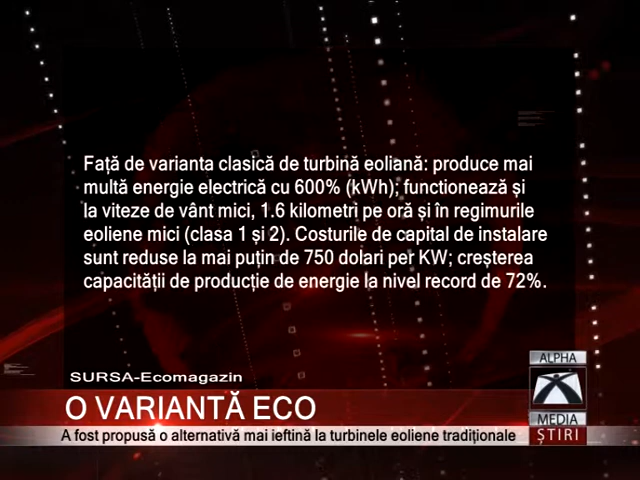 Față de varianta clasică de turbină eoliană: produce mai
multă energie electrică cu 600% (kWh); functionează și
la viteze de vânt mici, 1.6 kilometri pe oră și în regimurile
eoliene mici (clasa 1 și 2). Costurile de capital de instalare
sunt reduse la mai puțin de 750 dolari per KW; creșterea
capacității de producție de energie la nivel record de 72%.
SURSA-Ecomagazin
O VARIANTĂ ECO
A fost propusă o alternativă mai ieftină la turbinele eoliene tradiționale
ALPHA
MEDIA
ȘTIRI